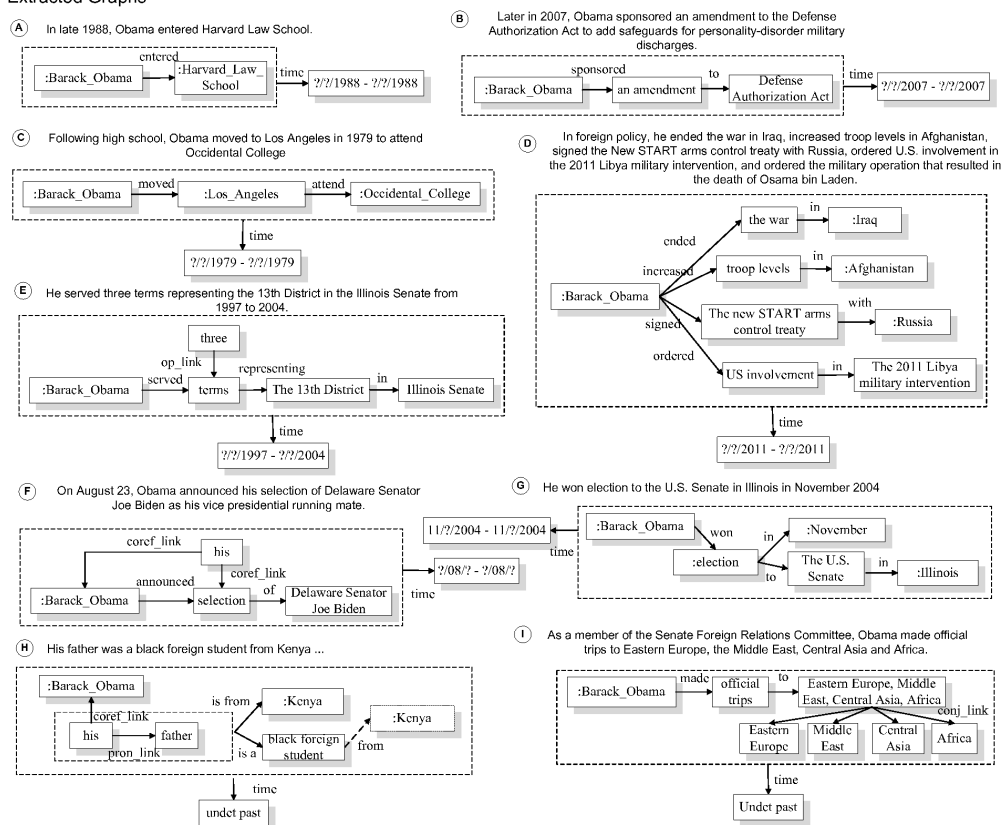 Extracted Graphs
A
In late 1988, Obama entered Harvard Law School.
entered
:Barack_Obama
:Harvard_Law_
School
time
?/?/1988 - ?/?/1988
B
Later in 2007, Obama sponsored an amendment to the Defense
Authorization Act to add safeguards for personality-disorder military
discharges.
sponsored
to
:Barack_Obama
an amendment
Defense
Authorization Act
time
?/?/2007 - ?/?/2007
C
Following high school, Obama moved to Los Angeles in 1979 to attend
Occidental College
:Barack_Obama
moved
:Los_Angeles
attend
:Occidental_College
time
?/?/1979 - ?/?/1979
D
In foreign policy, he ended the war in Iraq, increased troop levels in Afghanistan,
signed the New START arms control treaty with Russia, ordered U.S. involvement in
the 2011 Libya military intervention, and ordered the military operation that resulted in
the death of Osama bin Laden.
:Barack_Obama
ended
the war
in
:Iraq
increased
troop levels
in
:Afghanistan
signed
The new START arms
control treaty
with
:Russia
ordered
US involvement
in
The 2011 Libya
military intervention
time
?/?/2011 - ?/?/2011
E
He served three terms representing the 13th District in the Illinois Senate from
1997 to 2004.
three
op_link
:Barack_Obama
served
terms
representing
The 13th District
in
Illinois Senate
time
?/?/1997 - ?/?/2004
F
On August 23, Obama announced his selection of Delaware Senator
Joe Biden as his vice presidential running mate.
coref_link
his
coref_link
:Barack_Obama
announced
selection
of
Delaware Senator
Joe Biden
time
?/08/? - ?/08/?
G
He won election to the U.S. Senate in Illinois in November 2004
11/?/2004 - 11/?/2004
time
:Barack_Obama
won
:election
in
:November
to
The U.S.
Senate
in
:Illinois
H
His father was a black foreign student from Kenya ...
:Barack_Obama
coref_link
his
father
pron_link
is from
:Kenya
is a
black foreign
student
from
:Kenya
time
undet past
I
As a member of the Senate Foreign Relations Committee, Obama made official
trips to Eastern Europe, the Middle East, Central Asia and Africa.
:Barack_Obama
made
official
trips
to
Eastern Europe, Middle
East, Central Asia, Africa
conj_link
Eastern
Europe
Middle
East
Central
Asia
Africa
time
Undet past